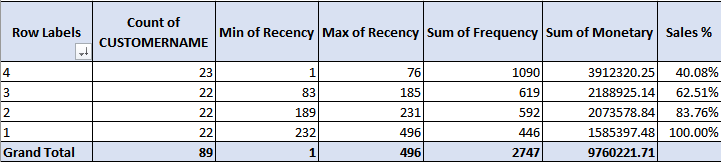 Row Labels Count of CUSTOMERNAME Min of Recency Max of Recency Sum of Frequency Sum of Monetary Sales %
4 23 1 76 1090 3912320.25 40.08%
3 22 83 185 619 2188925.14 62.51%
2 22 189 231 592 2073578.84 83.76%
1 22 232 496 446 1585397.48 100.00%
Grand Total 89 1 496 2747 9760221.71